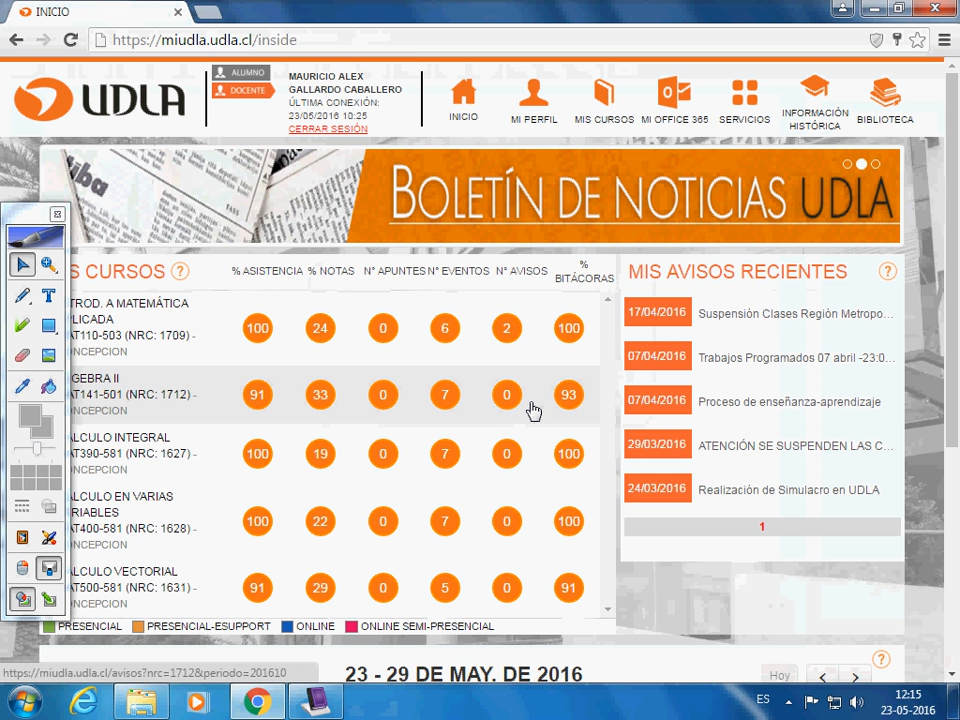 INICIO
https://miudla.udla.cl/inside
UDLA
ALUMNO
DOCENTE
MAURICIO ALEX
GALLARDO CABALLERO
ÚLTIMA CONEXIÓN:
23/05/2016 10:25
CERRAR SESIÓN
INICIO
MI PERFIL
MIS CURSOS
MI OFFICE 365
SERVICIOS
INFORMACIÓN
HISTÓRICA
BIBLIOTECA
BOLETÍN DE NOTICIAS UDLA
S CURSOS ?
% ASISTENCIA % NOTAS N° APUNTES N° EVENTOS N° AVISOS % BITÁCORAS
TROD. A MATEMÁTICA
PLICADA
AT110-503 (NRC: 1709) -
ONCEPCION
100 24 0 6 2 100
GEBRA II
AT141-501 (NRC: 1712) -
ONCEPCION
91 33 0 7 0 93
ALCULO INTEGRAL
AT390-581 (NRC: 1627) -
ONCEPCION
100 19 0 7 0 100
ALCULO EN VARIAS
RIABLES
AT400-581 (NRC: 1628) -
ONCEPCION
100 22 0 7 0 100
ALCULO VECTORIAL
AT500-581 (NRC: 1631) -
ONCEPCION
91 29 0 5 0 91
PRESENCIAL PRESENCIAL-ESUPPORT ONLINE ONLINE SEMI-PRESENCIAL
MIS AVISOS RECIENTES ?
17/04/2016 Suspensión Clases Región Metropo...
07/04/2016 Trabajos Programados 07 abril -23:0...
07/04/2016 Proceso de enseñanza-aprendizaje
29/03/2016 ATENCIÓN SE SUSPENDEN LAS C...
24/03/2016 Realización de Simulacro en UDLA
1
23 - 29 DE MAY. DE 2016
Hoy
?
https://miudla.udla.cl/avisos?nrc=1712&periodo=201610
ES
12:15
23-05-2016